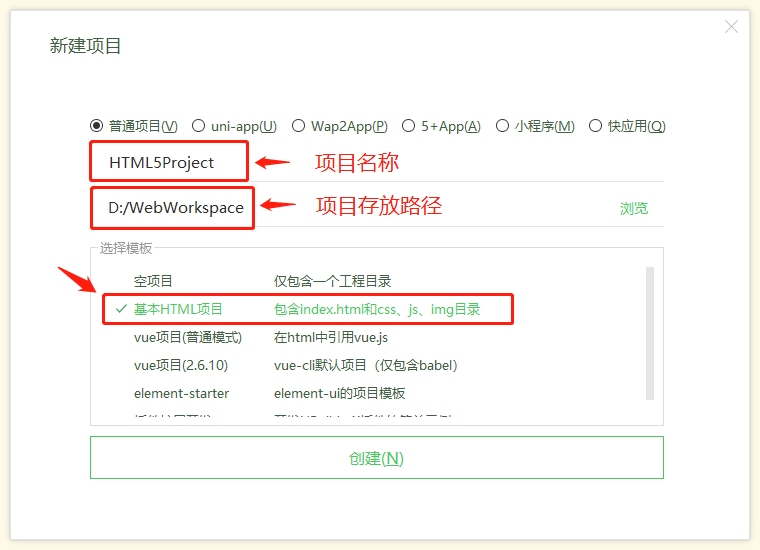 新建项目
普通项目(V) uni-app(U) Wap2App(P) 5+App(A) 小程序(M) 快应用(Q)
HTML5Project 项目名称
D:/WebWorkspace 项目存放路径 浏览
选择模板
空项目 仅包含一个工程目录
基本HTML项目 包含index.html和css、js、img目录
vue项目(普通模式) 在html中引用vue.js
vue项目(2.6.10) vue-cli默认项目（仅包含babel）
element-starter element-ui的项目模板
创建(N)